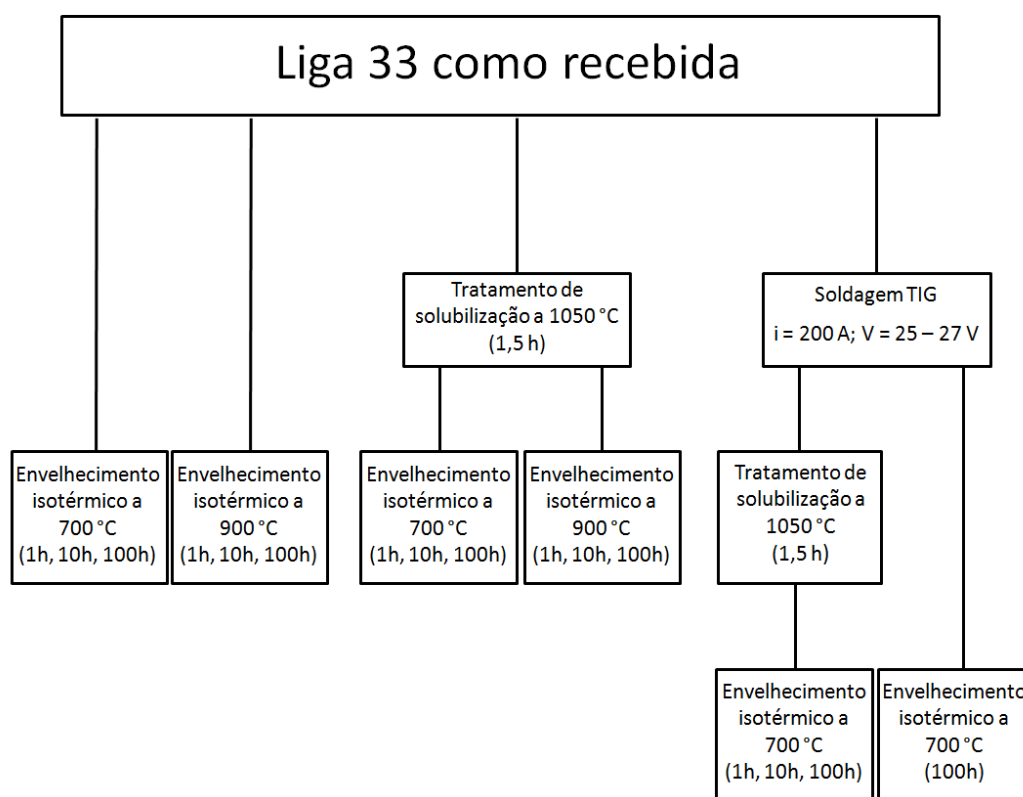 Liga 33 como recebida
Tratamento de
solubilização a 1050 °C
(1,5 h)
Soldagem TIG
i = 200 A; V = 25 – 27 V
Envelhecimento
isotérmico a
700 °C
(1h, 10h, 100h)
Envelhecimento
isotérmico a
900 °C
(1h, 10h, 100h)
Envelhecimento
isotérmico a
700 °C
(1h, 10h, 100h)
Envelhecimento
isotérmico a
900 °C
(1h, 10h, 100h)
Tratamento de
solubilização a
1050 °C
(1,5 h)
Envelhecimento
isotérmico a
700 °C
(1h, 10h, 100h)
Envelhecimento
isotérmico a
700 °C
(100h)